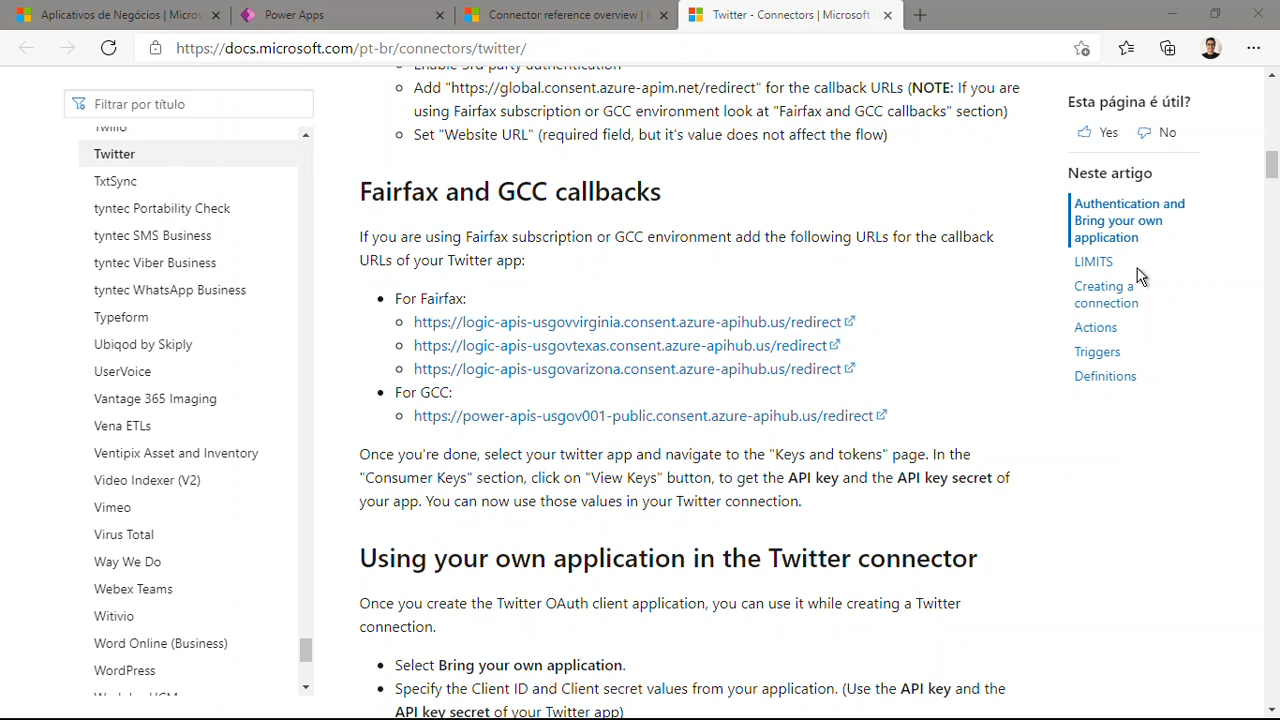 Aplicativos de Negócios | Micros
Power Apps
Connector reference overview | M
Twitter - Connectors | Microsoft
https://docs.microsoft.com/pt-br/connectors/twitter/
Filtrar por título
Twilio
Twitter
TxtSync
tyntec Portability Check
tyntec SMS Business
tyntec Viber Business
tyntec WhatsApp Business
Typeform
Ubiqod by Skiply
UserVoice
Vantage 365 Imaging
Vena ETLs
Ventipix Asset and Inventory
Video Indexer (V2)
Vimeo
Virus Total
Way We Do
Webex Teams
Witivio
Word Online (Business)
WordPress
Enable 3rd party authentication
Add "https://global.consent.azure-apim.net/redirect" for the callback URLs (NOTE: If you are
using Fairfax subscription or GCC environment look at "Fairfax and GCC callbacks" section)
Set "Website URL" (required field, but it's value does not affect the flow)
Fairfax and GCC callbacks
If you are using Fairfax subscription or GCC environment add the following URLs for the callback
URLs of your Twitter app:
For Fairfax:
https://logic-apis-usgovvirginia.consent.azure-apihub.us/redirect
https://logic-apis-usgovtexas.consent.azure-apihub.us/redirect
https://logic-apis-usgovarizona.consent.azure-apihub.us/redirect
For GCC:
https://power-apis-usgov001-public.consent.azure-apihub.us/redirect
Once you're done, select your twitter app and navigate to the "Keys and tokens" page. In the
"Consumer Keys" section, click on "View Keys" button, to get the API key and the API key secret of
your app. You can now use those values in your Twitter connection.
Using your own application in the Twitter connector
Once you create the Twitter OAuth client application, you can use it while creating a Twitter
connection.
Select Bring your own application.
Specify the Client ID and Client secret values from your application. (Use the API key and the
API key secret of your Twitter app)
Esta página é útil?
Yes No
Neste artigo
Authentication and
Bring your own
application
LIMITS
Creating a
connection
Actions
Triggers
Definitions